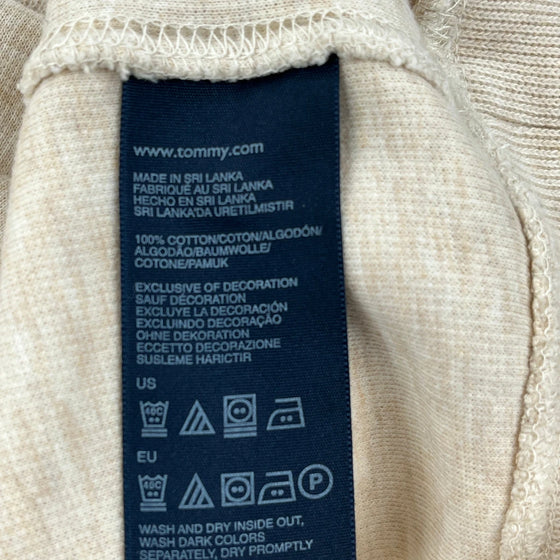 www.tommy.com
MADE IN SRI LANKA
FABRIQUÉ AU SRI LANKA
HECHO EN SRI LANKA
SRI LANKA'DA URETILMISTIR
100% COTTON/COTON/ALGODÓN/
ALGODÃO/BAUMWOLLE/
COTONE/PAMUK
EXCLUSIVE OF DECORATION
SAUF DÉCORATION
EXCLUYE LA DECORACIÓN
EXCLUINDO DECORAÇÃO
OHNE DEKORATION
ECCETTO DECORAZIONE
SUSLEME HARICTIR
US
40C
EU
40C P
WASH AND DRY INSIDE OUT,
WASH DARK COLORS
SEPARATELY, DRY PROMPTLY